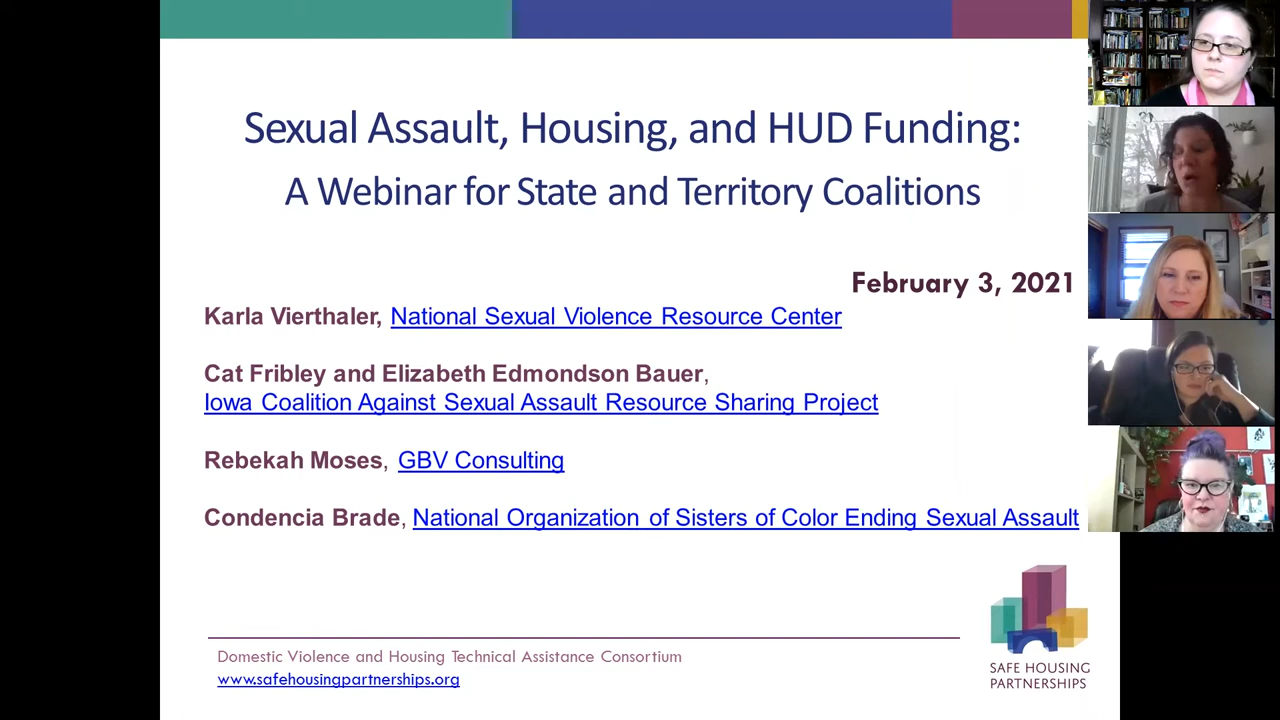 Sexual Assault, Housing, and HUD Funding:
A Webinar for State and Territory Coalitions
February 3, 2021
Karla Vierthaler, National Sexual Violence Resource Center
Cat Fribley and Elizabeth Edmondson Bauer,
Iowa Coalition Against Sexual Assault Resource Sharing Project
Rebekah Moses, GBV Consulting
Condencia Brade, National Organization of Sisters of Color Ending Sexual Assault
Domestic Violence and Housing Technical Assistance Consortium
www.safehousingpartnerships.org
SAFE HOUSING
PARTNERSHIPS